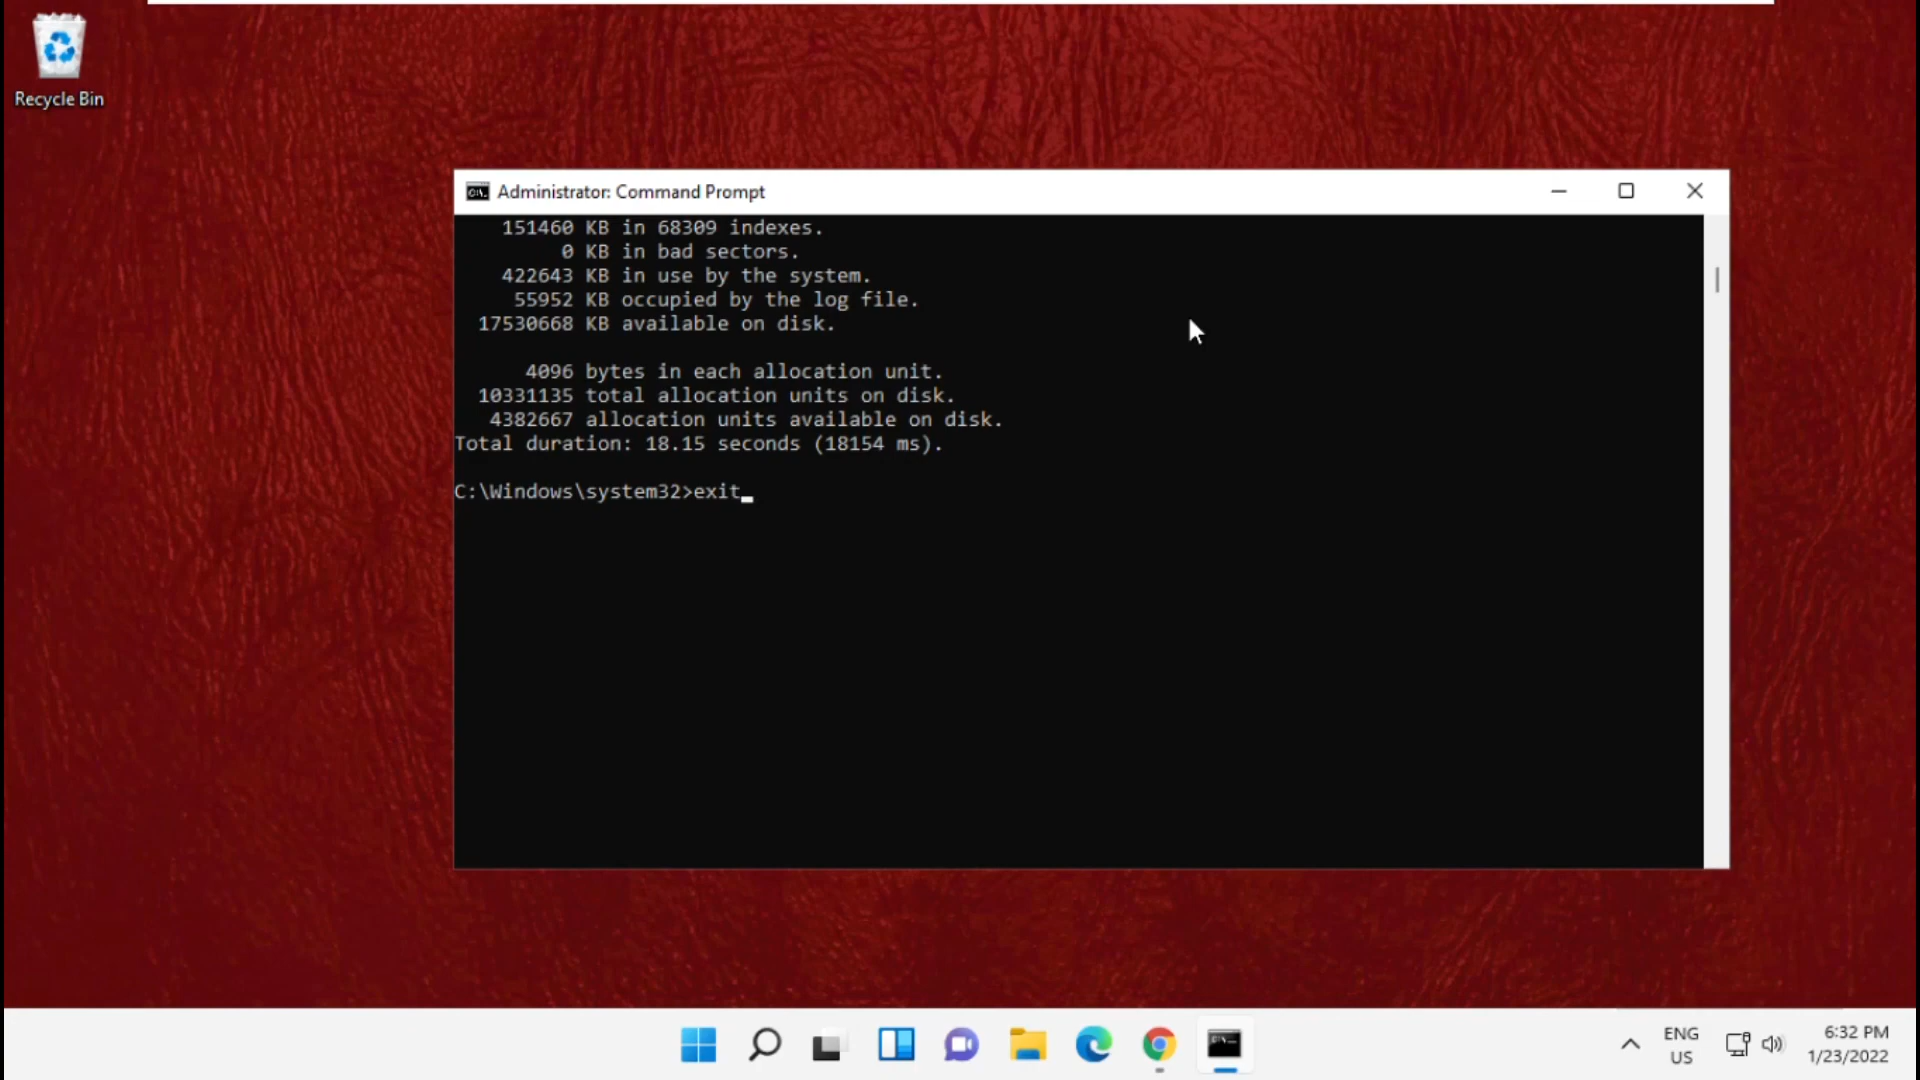 Recycle Bin
Administrator: Command Prompt
151460 KB in 68309 indexes.
0 KB in bad sectors.
422643 KB in use by the system.
55952 KB occupied by the log file.
17530668 KB available on disk.
4096 bytes in each allocation unit.
10331135 total allocation units on disk.
4382667 allocation units available on disk.
Total duration: 18.15 seconds (18154 ms).
C:\Windows\system32>exit_
ENG
US
6:32 PM
1/23/2022